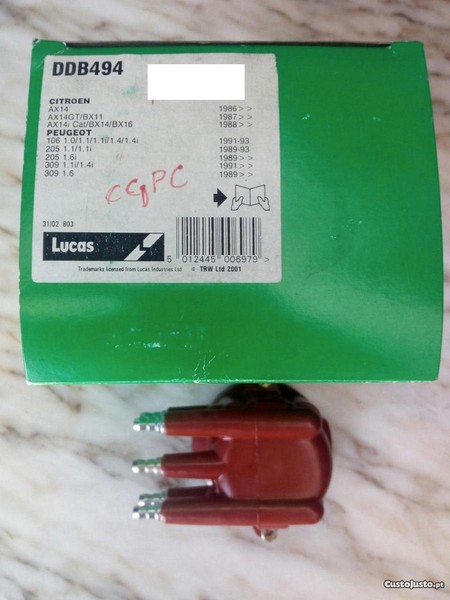 DDB494
CITROEN
AX14 1986>>
AX14GT/BX11 1987>>
AX14i Cat/BX14/BX16 1988>>
PEUGEOT
106 1.0/1.1/1.1i/1.4/1.4i 1991-93
205 1.1/1.1i 1989-93
205 1.6i 1989>>
309 1.1i/1.4i 1991>>
309 1.6 1989>>
31/02 803
Lucas
5 012445 006979 >
Trademarks licensed from Lucas Industries Ltd © TRW Ltd 2001
CustoJusto.pt